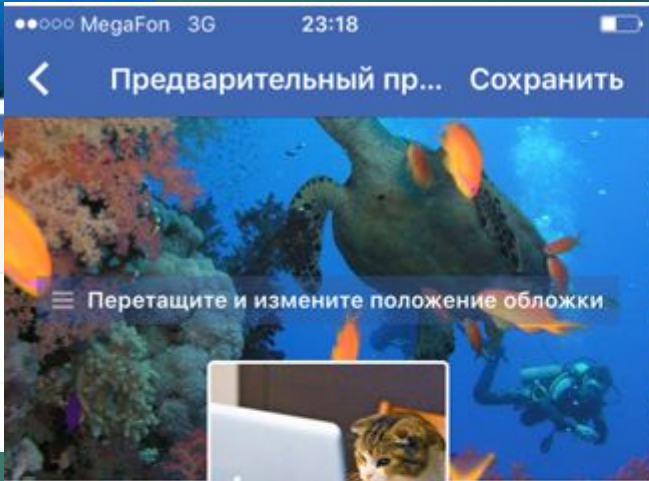 MegaFon 3G 23:18
Предварительный пр... Сохранить
Перетащите и измените положение обложки